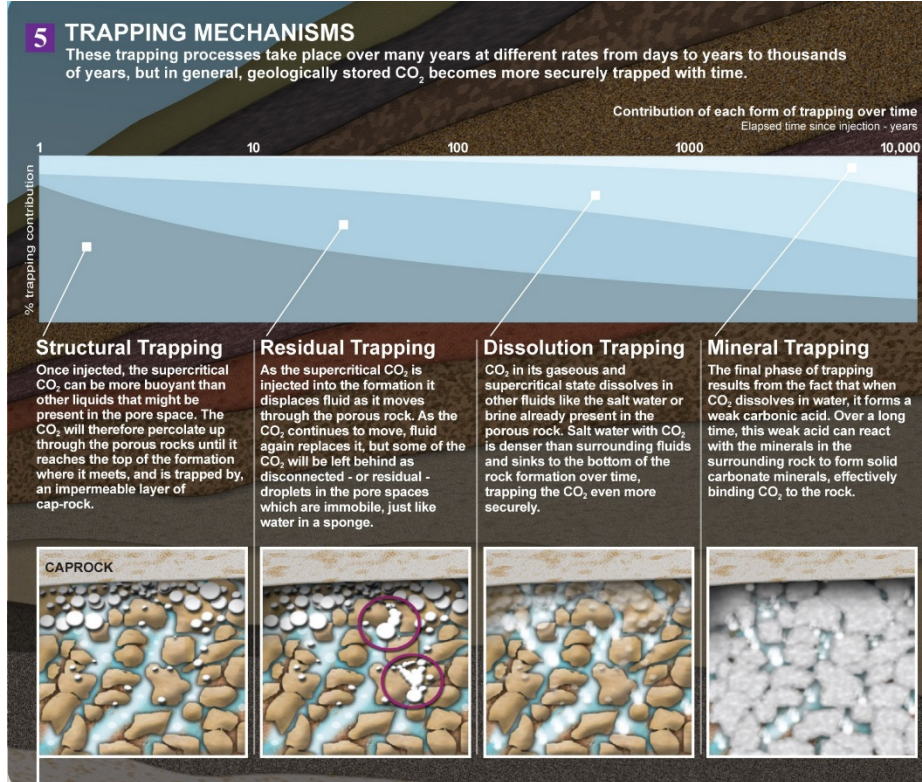 5 TRAPPING MECHANISMS
These trapping processes take place over many years at different rates from days to years to thousands
of years, but in general, geologically stored CO₂ becomes more securely trapped with time.
Contribution of each form of trapping over time
Elapsed time since injection - years
1 10 100 1000 10,000
% trapping contribution
Structural Trapping
Once injected, the supercritical
CO₂ can be more buoyant than
other liquids that might be
present in the pore space. The
CO₂ will therefore percolate up
through the porous rocks until it
reaches the top of the formation
where it meets, and is trapped by,
an impermeable layer of
cap-rock.
Residual Trapping
As the supercritical CO₂ is
injected into the formation it
displaces fluid as it moves
through the porous rock. As the
CO₂ continues to move, fluid
again replaces it, but some of the
CO₂ will be left behind as
disconnected - or residual -
droplets in the pore spaces
which are immobile, just like
water in a sponge.
Dissolution Trapping
CO₂ in its gaseous and
supercritical state dissolves in
other fluids like the salt water or
brine already present in the
porous rock. Salt water with CO₂
is denser than surrounding fluids
and sinks to the bottom of the
rock formation over time,
trapping the CO₂ even more
securely.
Mineral Trapping
The final phase of trapping
results from the fact that when
CO₂ dissolves in water, it forms a
weak carbonic acid. Over a long
time, this weak acid can react
with the minerals in the
surrounding rock to form solid
carbonate minerals, effectively
binding CO₂ to the rock.
CAPROCK